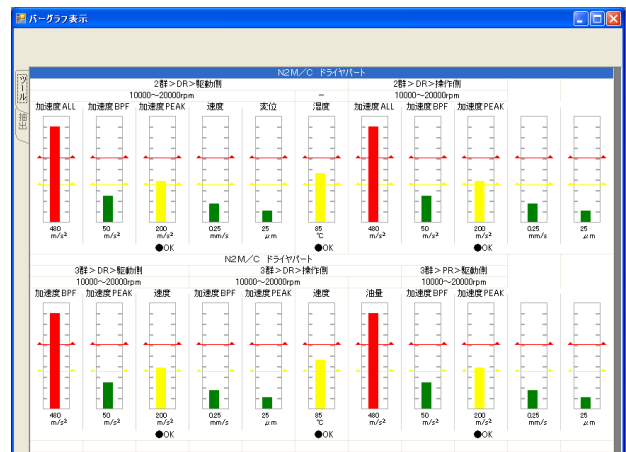 バーグラフ表示
ツール
抽出
N2M/C ドライヤパート
2群>DR>駆動側 2群>DR>操作側
10000～20000rpm － 10000～20000rpm
加速度ALL 加速度BPF 加速度PEAK 速度 変位 湿度 加速度ALL 加速度BPF 加速度PEAK
480 50 200 0.25 25 85 480 50 200 0.25 25
m/s² m/s² m/s² mm/s μm ℃ m/s² m/s² m/s² mm/s μm
●OK ●OK ●OK
N2M/C ドライヤパート
3群>DR>駆動側 3群>DR>操作側 3群>PR>駆動側
10000～20000rpm 10000～20000rpm 10000～20000rpm
加速度BPF 加速度PEAK 速度 加速度BPF 加速度PEAK 速度 油量 加速度BPF 加速度PEAK
480 50 200 0.25 25 85 480 50 200 0.25 25
m/s² m/s² m/s² mm/s μm ℃ m/s² m/s² m/s² mm/s μm
●OK ●OK ●OK